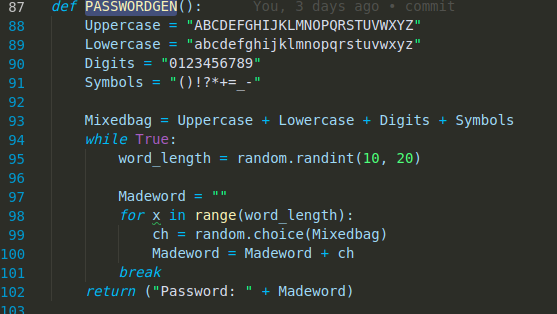 87 def PASSWORDGEN(): You, 3 days ago • commit
88 Uppercase = "ABCDEFGHIJKLMNOPQRSTUVWXYZ"
89 Lowercase = "abcdefghijklmnopqrstuvwxyz"
90 Digits = "0123456789"
91 Symbols = "()!?*+=_-"
92
93 Mixedbag = Uppercase + Lowercase + Digits + Symbols
94 while True:
95 word_length = random.randint(10, 20)
96
97 Madeword = ""
98 for x in range(word_length):
99 ch = random.choice(Mixedbag)
100 Madeword = Madeword + ch
101 break
102 return ("Password: " + Madeword)
103